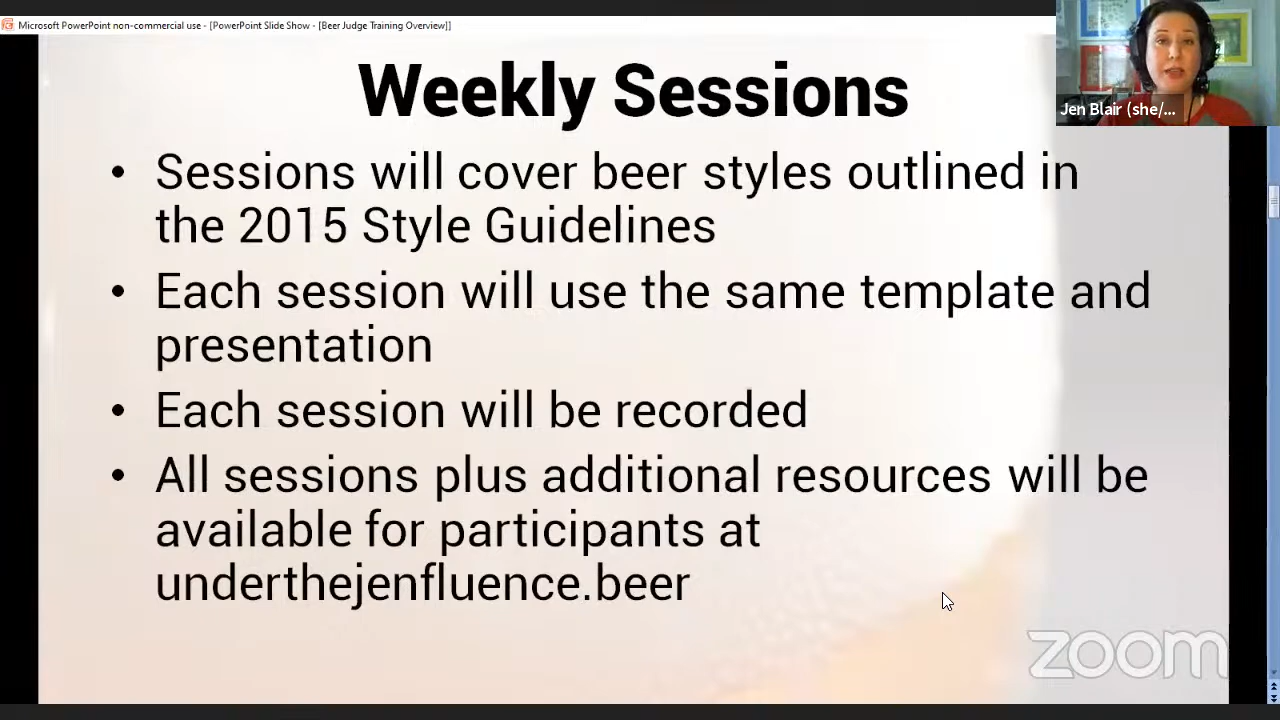 Microsoft PowerPoint non-commercial use - [PowerPoint Slide Show - [Beer Judge Training Overview]]
Jen Blair (she/...
Weekly Sessions
• Sessions will cover beer styles outlined in
the 2015 Style Guidelines
• Each session will use the same template and
presentation
• Each session will be recorded
• All sessions plus additional resources will be
available for participants at
underthejenfluence.beer
zoom